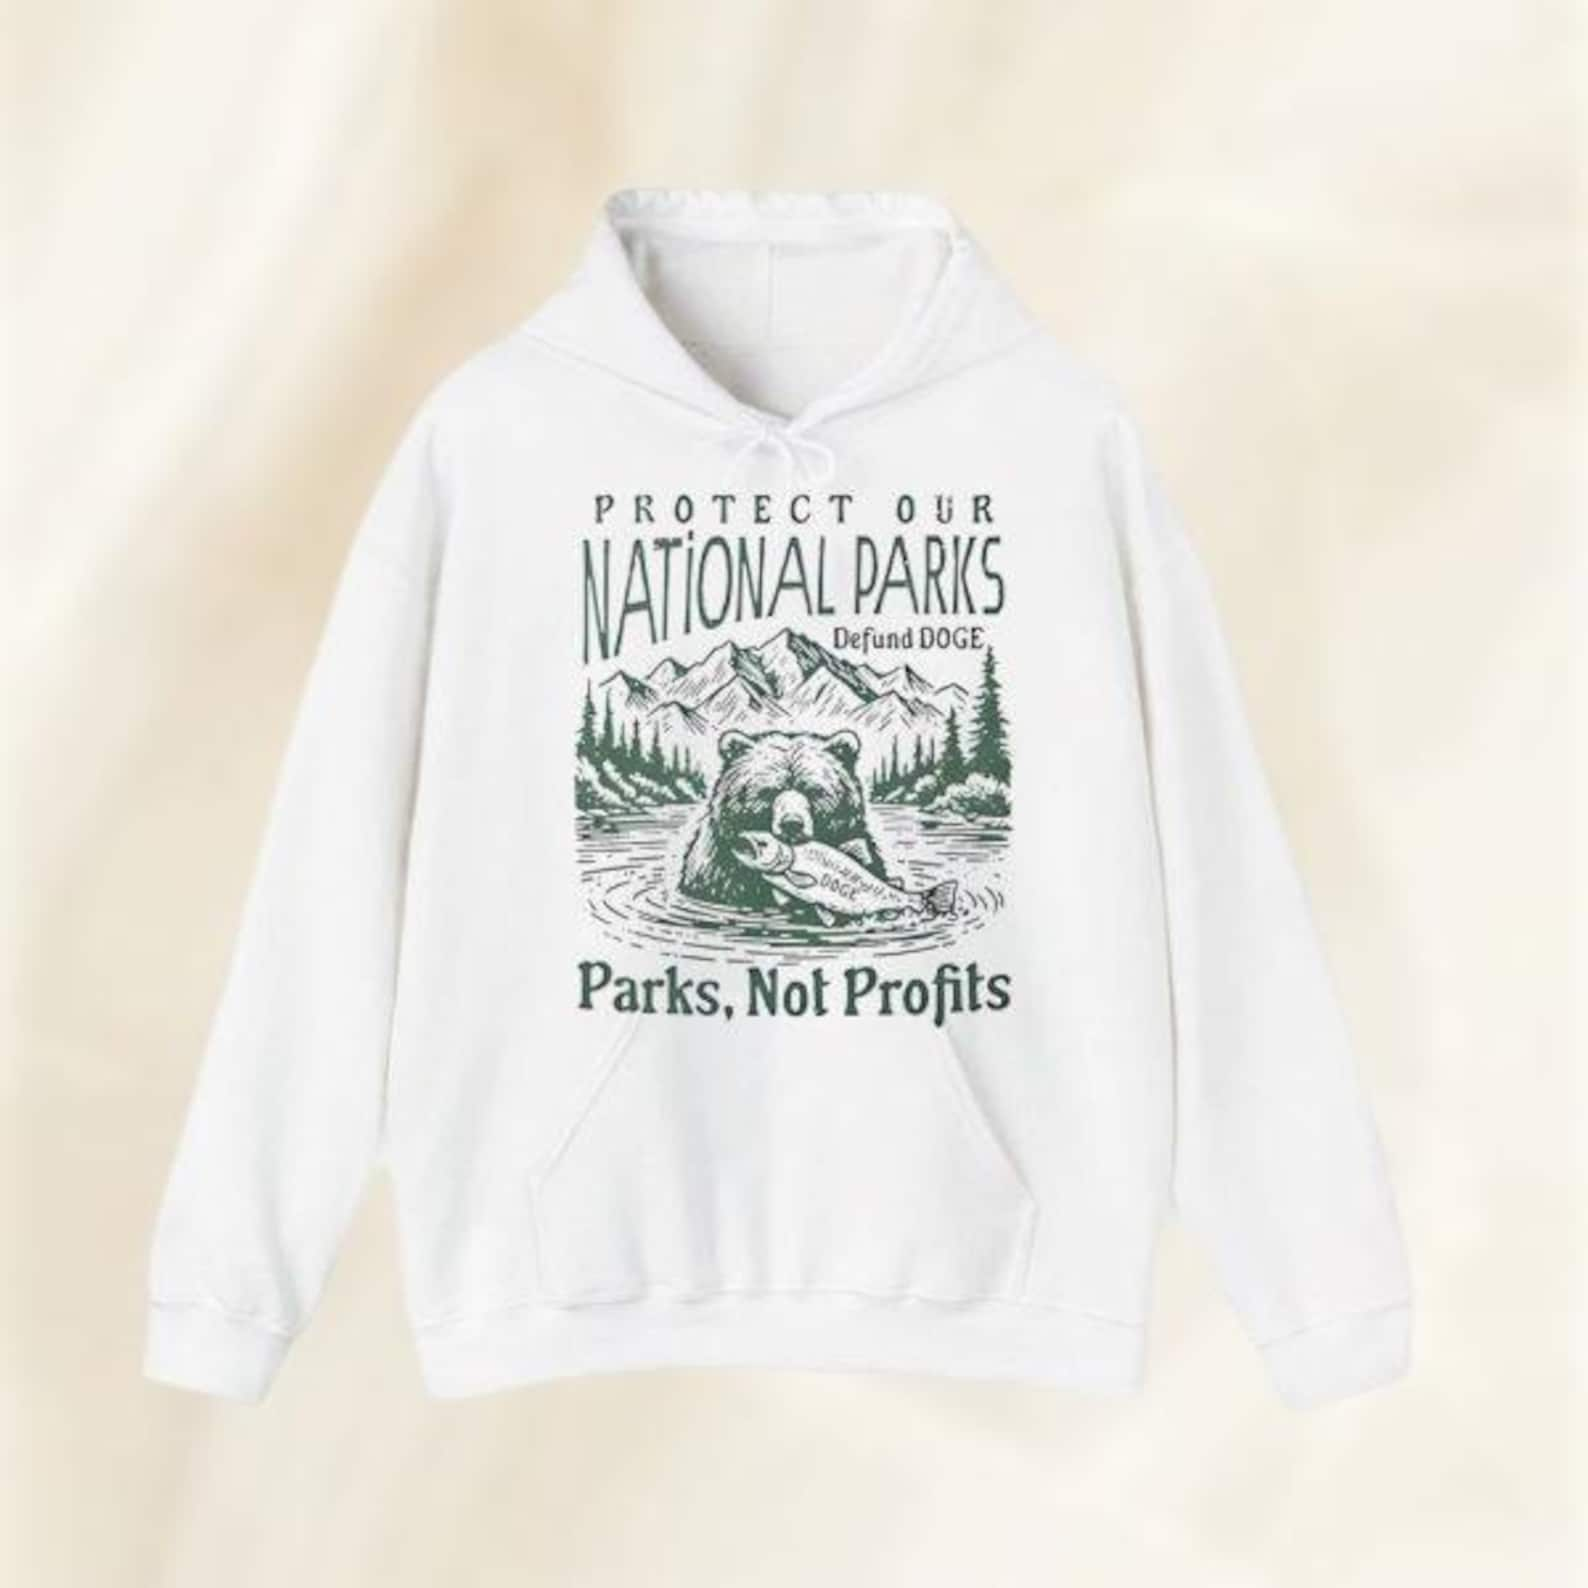 PROTECT OUR
NATiONAL PARKS
Defund DOGE
DOGE
Parks, Not Profits